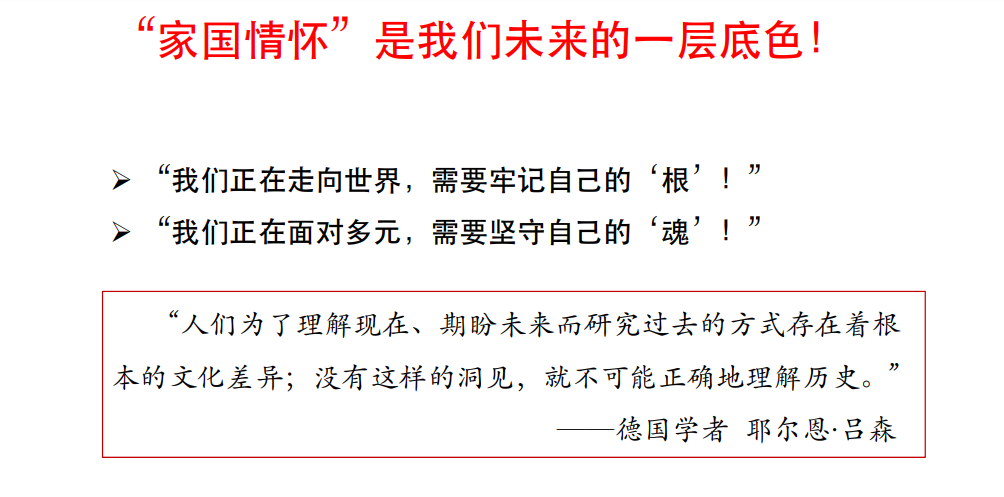 “家国情怀”是我们未来的一层底色！
➢ “我们正在走向世界，需要牢记自己的‘根’！”
➢ “我们正在面对多元，需要坚守自己的‘魂’！”
“人们为了理解现在、期盼未来而研究过去的方式存在着根
本的文化差异；没有这样的洞见，就不可能正确地理解历史。”
——德国学者 耶尔恩·吕森